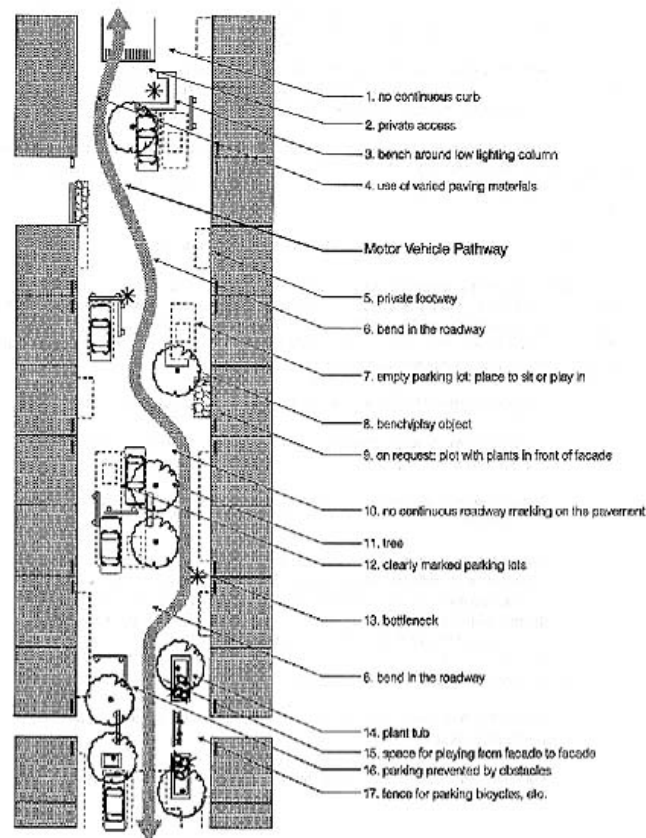 1. no continuous curb
2. private access
3. bench around low lighting column
4. use of varied paving materials
Motor Vehicle Pathway
5. private footway
6. bend in the roadway
7. empty parking lot: place to sit or play in
8. bench/play object
9. on request: plot with plants in front of facade
10. no continuous roadway marking on the pavement
11. tree
12. clearly marked parking lots
13. bottleneck
6. bend in the roadway
14. plant tub
15. space for playing from facade to facade
16. parking prevented by obstacles
17. fence for parking bicycles, etc.